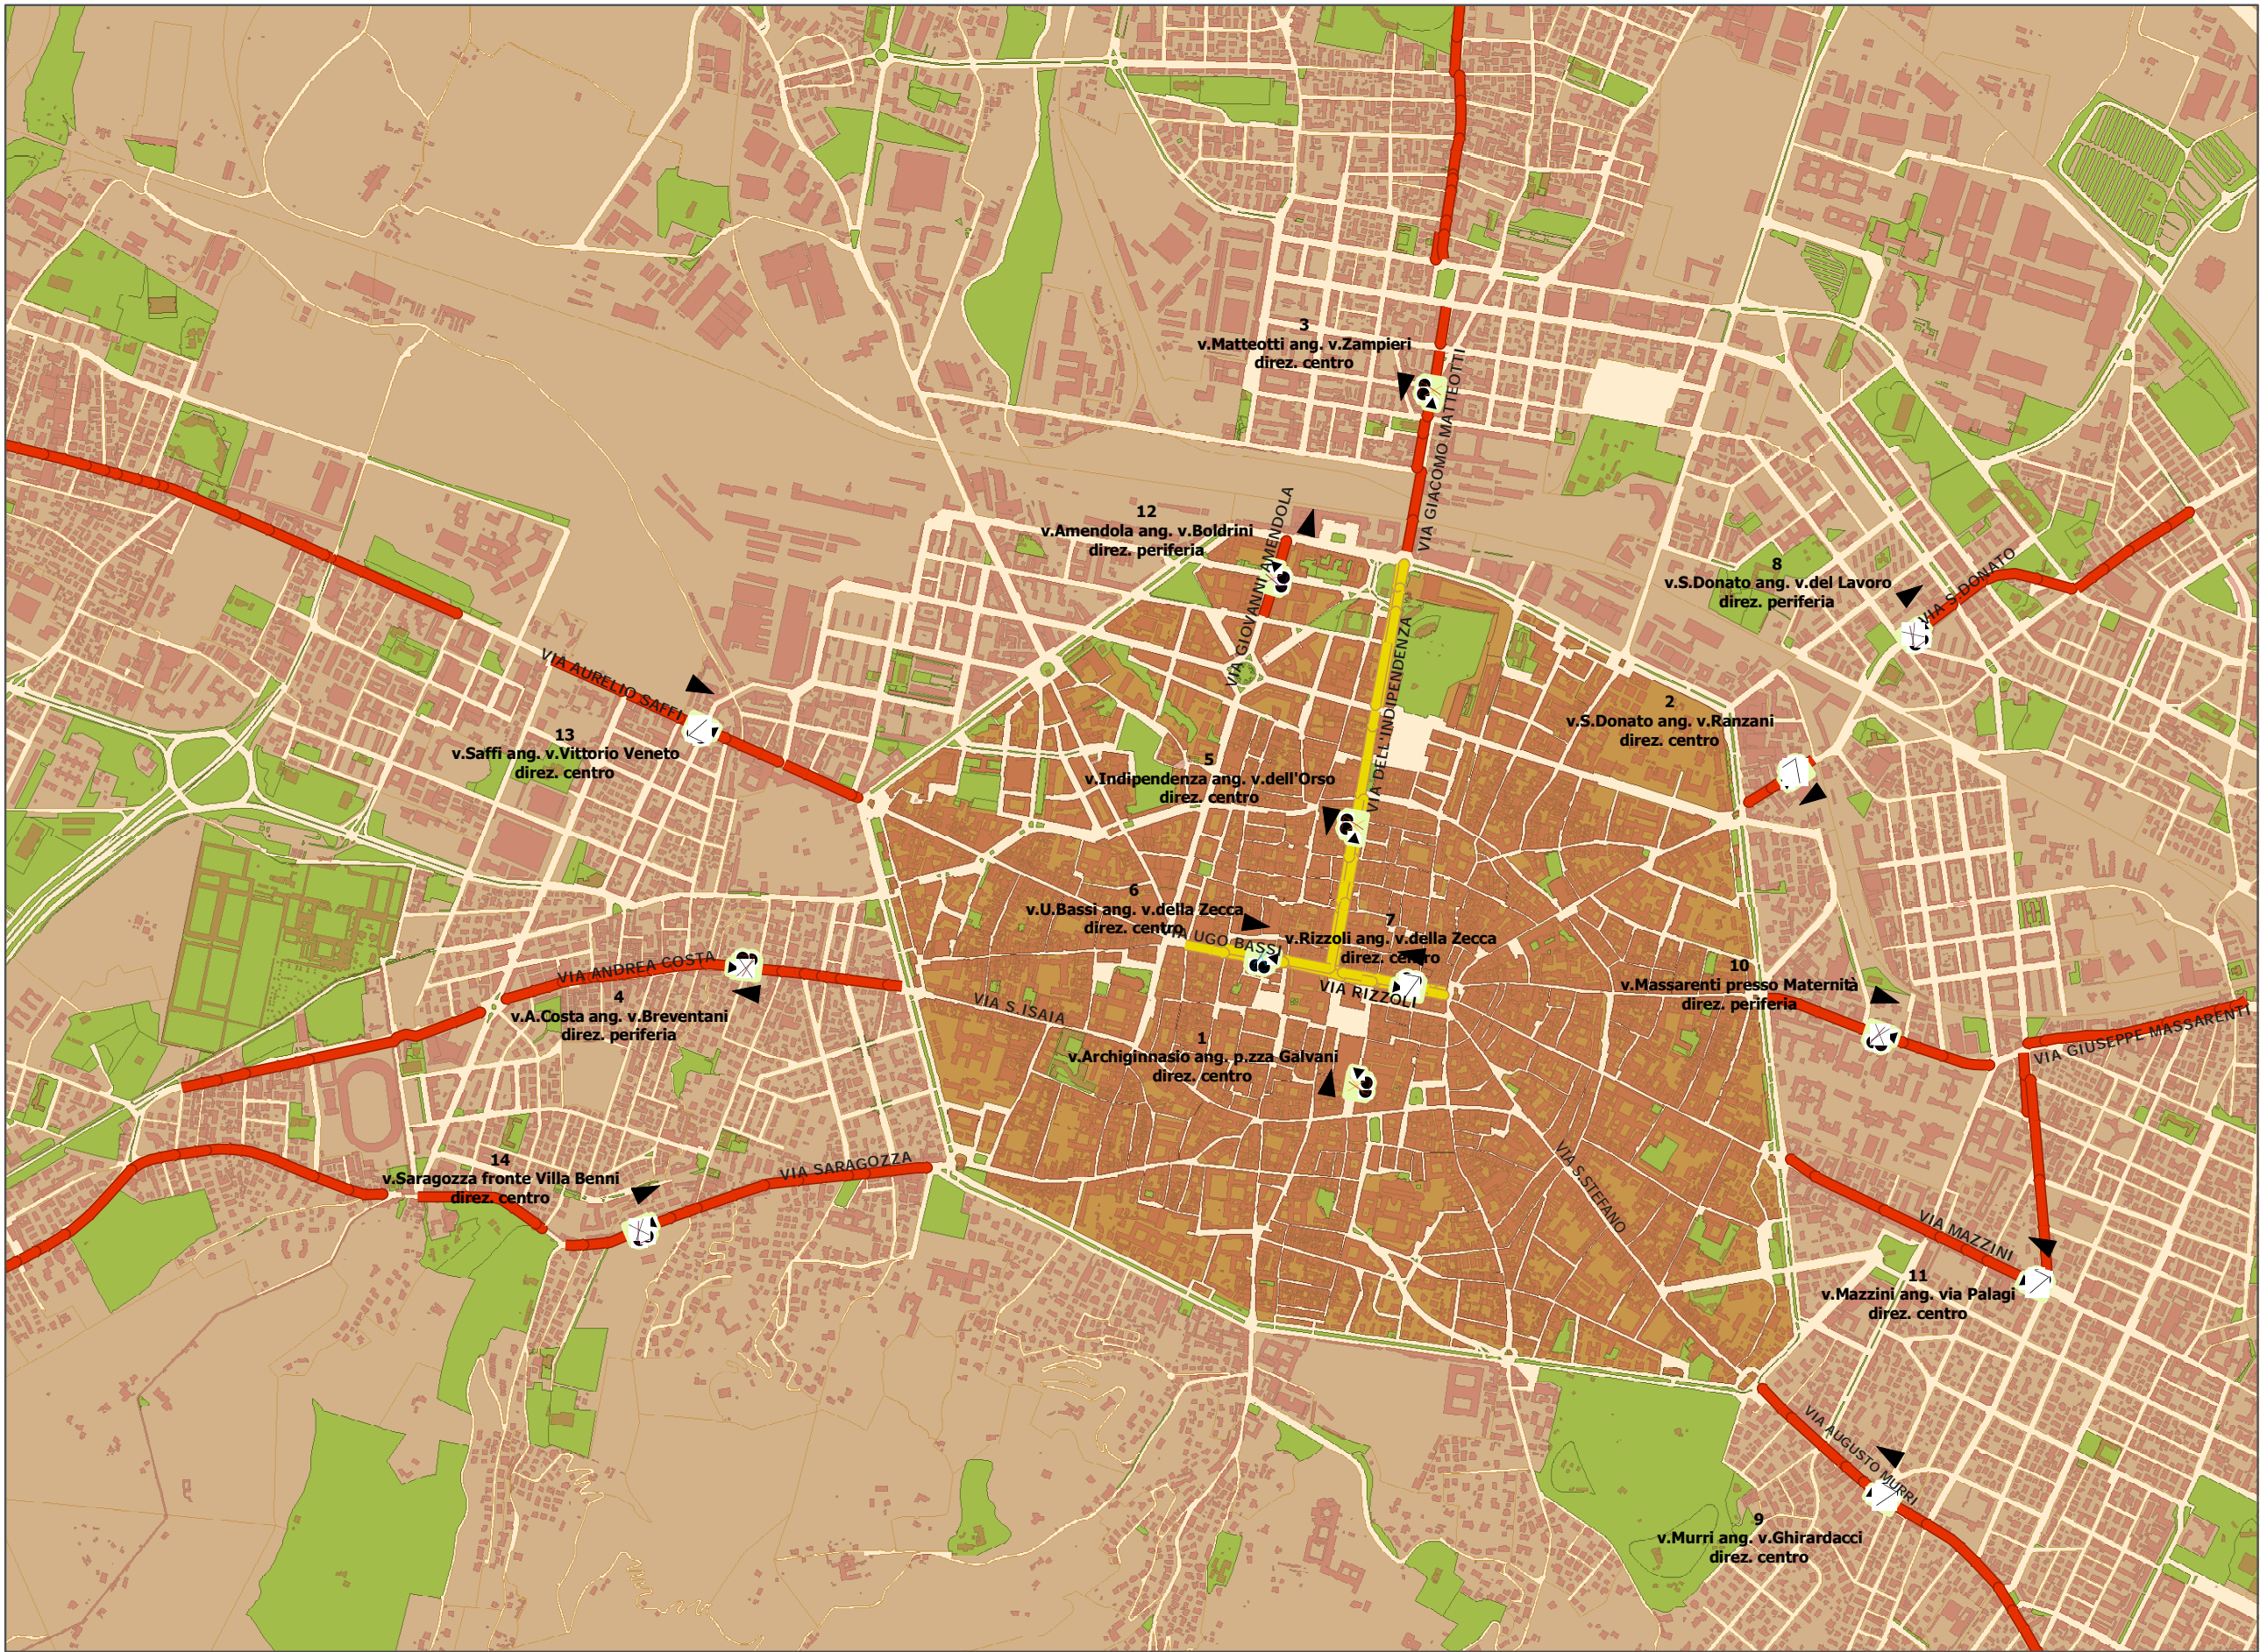 3
v.Matteotti ang. v.Zampieri
direz. centro
VIA GIACOMO MATTEOTTI
12
v.Amendola ang. v.Boldrini
direz. periferia
VIA GIOVANNI AMENDOLA
8
v.S.Donato ang. v.del Lavoro
direz. periferia
VIA S.DONATO
VIA AURELIO SAFFI
13
v.Saffi ang. v.Vittorio Veneto
direz. centro
2
v.S.Donato ang. v.Ranzani
direz. centro
5
v.Indipendenza ang. v.dell'Orso
direz. centro
VIA DELL'INDIPENDENZA
6
v.U.Bassi ang. v.della Zecca
direz. centro
VIA UGO BASSI
7
v.Rizzoli ang. v.della Zecca
direz. centro
VIA RIZZOLI
VIA ANDREA COSTA
4
v.A.Costa ang. v.Breventani
direz. periferia
VIA S.ISAIA
10
v.Massarenti presso Maternità
direz. periferia
VIA GIUSEPPE MASSARENTI
1
v.Archiginnasio ang. p.zza Galvani
direz. centro
14
v.Saragozza fronte Villa Benni
direz. centro
VIA SARAGOZZA
VIA S.STEFANO
VIA MAZZINI
11
v.Mazzini ang. via Palagi
direz. centro
VIA AUGUSTO MURRI
9
v.Murri ang. v.Ghirardacci
direz. centro